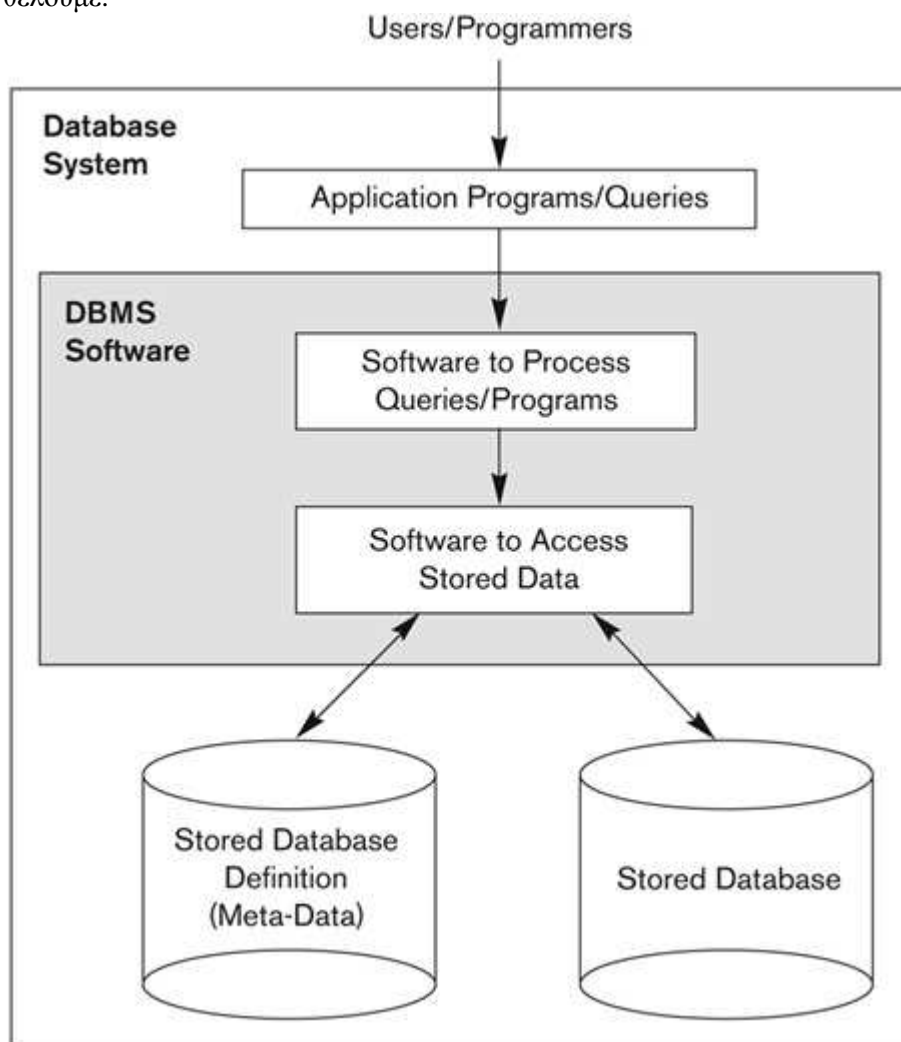 θέλουμε.
Users/Programmers
Database
System
Application Programs/Queries
DBMS
Software
Software to Process
Queries/Programs
Software to Access
Stored Data
Stored Database
Definition
(Meta-Data)
Stored Database